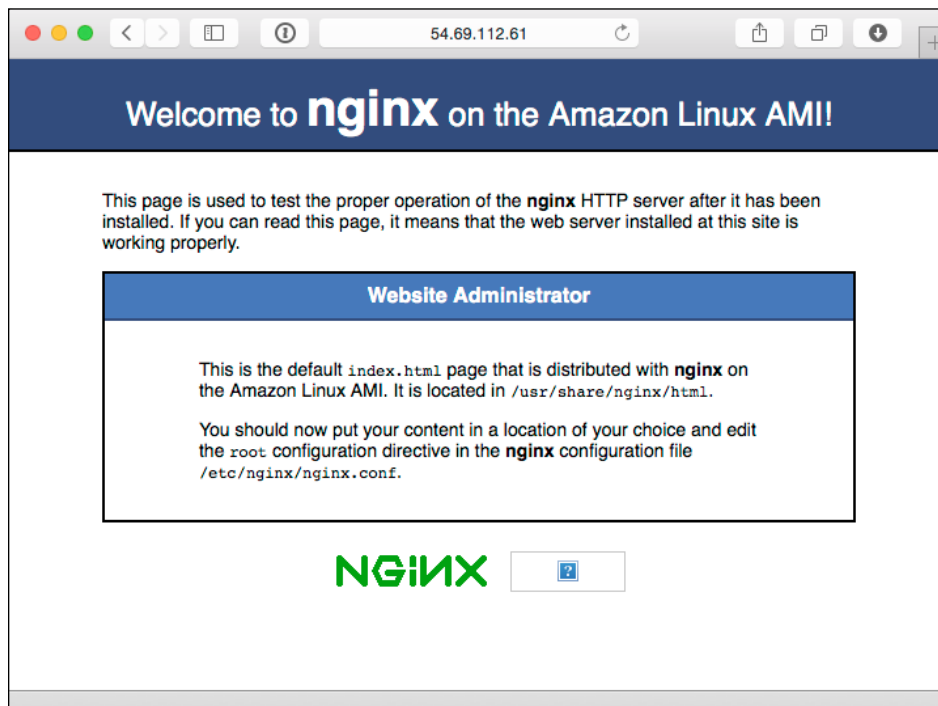 54.69.112.61
Welcome to nginx on the Amazon Linux AMI!
This page is used to test the proper operation of the nginx HTTP server after it has been
installed. If you can read this page, it means that the web server installed at this site is
working properly.
Website Administrator
This is the default index.html page that is distributed with nginx on
the Amazon Linux AMI. It is located in /usr/share/nginx/html.
You should now put your content in a location of your choice and edit
the root configuration directive in the nginx configuration file
/etc/nginx/nginx.conf.
NGINX